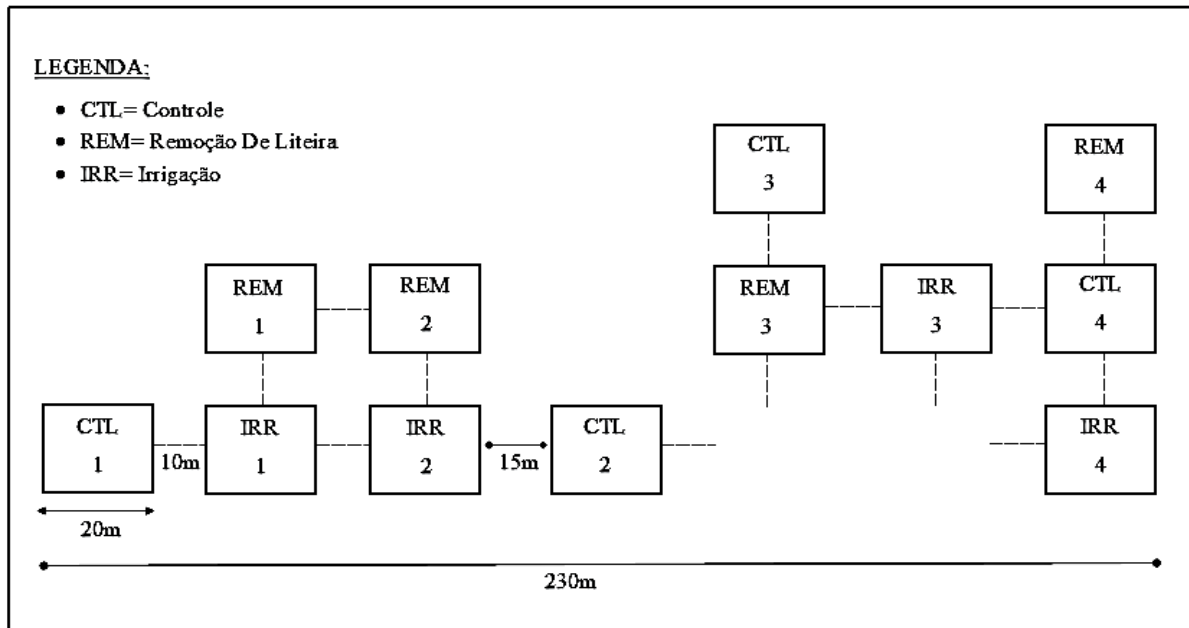 LEGENDA:
• CTL= Controle
• REM= Remoção De Liteira
• IRR= Irrigação
CTL
3
REM
4
REM
1
REM
2
REM
3
IRR
3
CTL
4
CTL
1
10m
IRR
1
IRR
2
15m
CTL
2
IRR
4
20m
230m